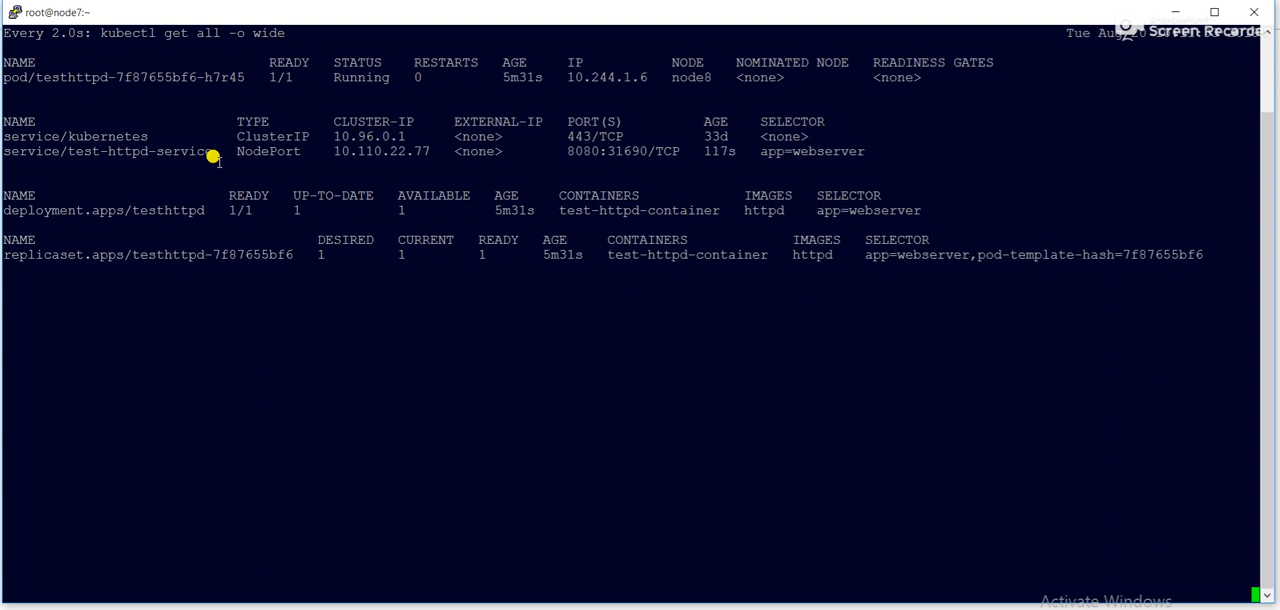 root@node7:~
Every 2.0s: kubectl get all -o wide Tue Aug 20
Screen Recorde
NAME READY STATUS RESTARTS AGE IP NODE NOMINATED NODE READINESS GATES
pod/testhttpd-7f87655bf6-h7r45 1/1 Running 0 5m31s 10.244.1.6 node8 <none> <none>
NAME TYPE CLUSTER-IP EXTERNAL-IP PORT(S) AGE SELECTOR
service/kubernetes ClusterIP 10.96.0.1 <none> 443/TCP 33d <none>
service/test-httpd-service NodePort 10.110.22.77 <none> 8080:31690/TCP 117s app=webserver
NAME READY UP-TO-DATE AVAILABLE AGE CONTAINERS IMAGES SELECTOR
deployment.apps/testhttpd 1/1 1 1 5m31s test-httpd-container httpd app=webserver
NAME DESIRED CURRENT READY AGE CONTAINERS IMAGES SELECTOR
replicaset.apps/testhttpd-7f87655bf6 1 1 1 5m31s test-httpd-container httpd app=webserver,pod-template-hash=7f87655bf6
Activate Windows